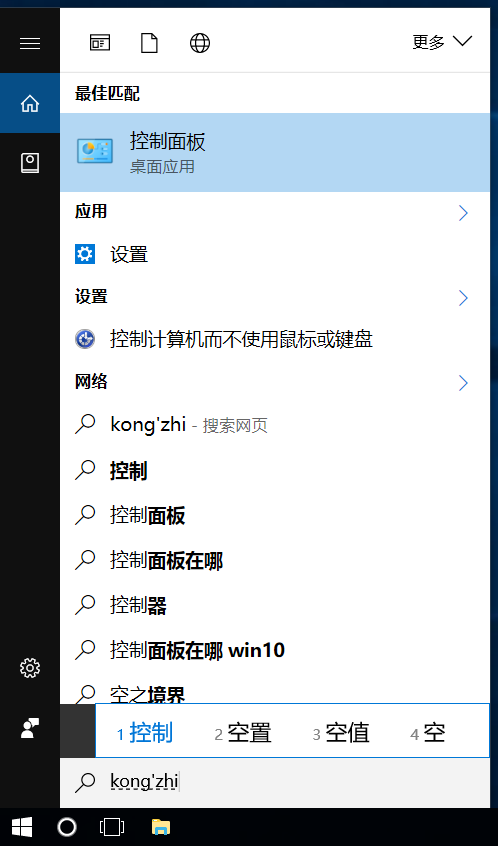 更多
最佳匹配
控制面板
桌面应用
应用
设置
设置
控制计算机而不使用鼠标或键盘
网络
kong'zhi - 搜索网页
控制
控制面板
控制面板在哪
控制器
控制面板在哪 win10
空之境界
1 控制 2 空置 3 空值 4 空
kong'zhi